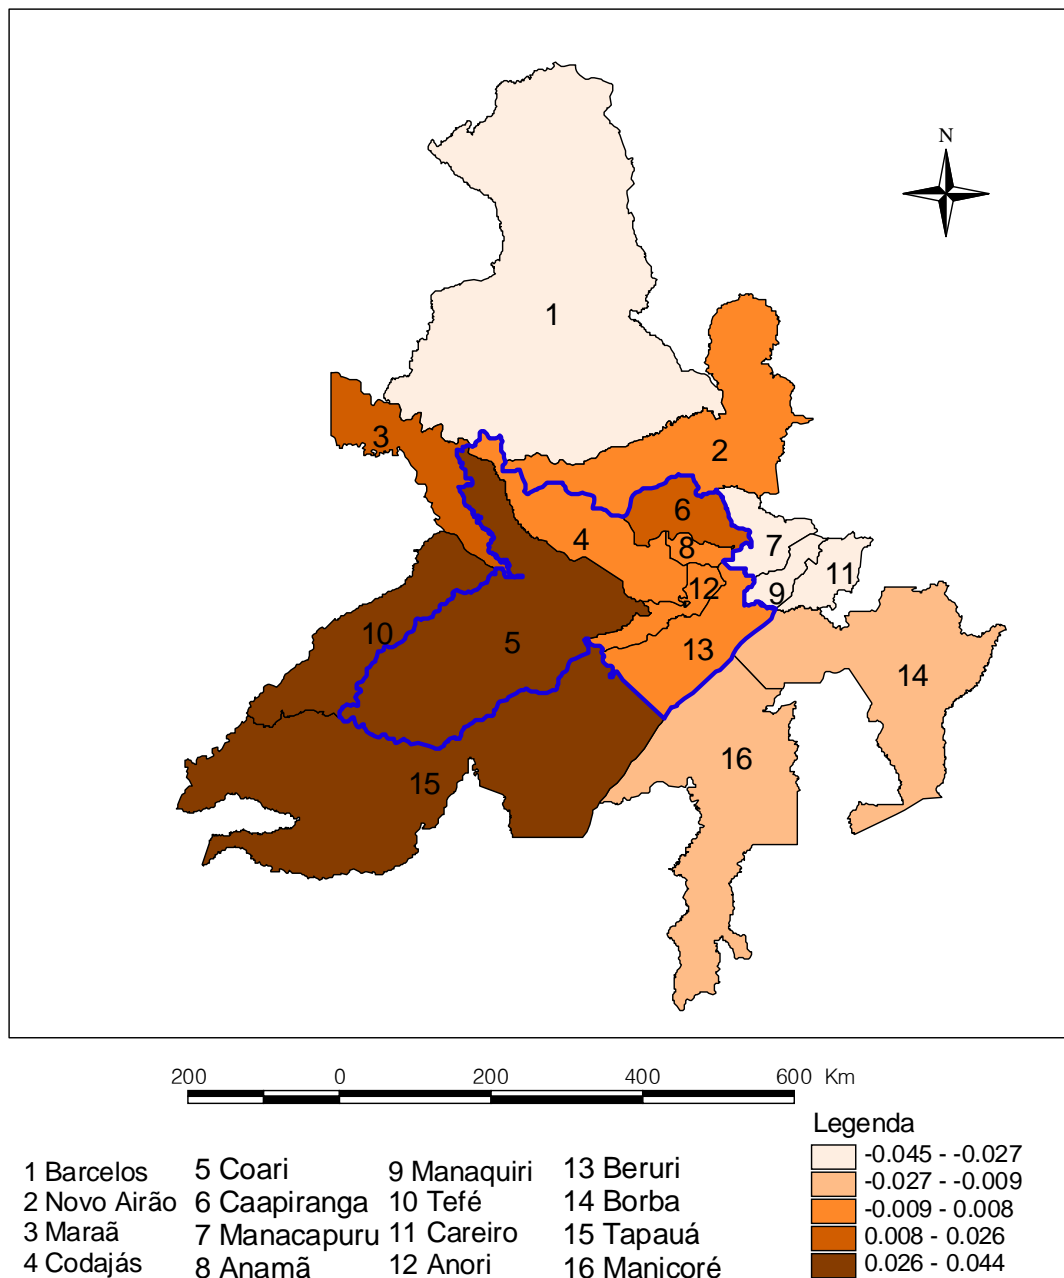 N
1
2
3
6
4
8
7
11
12
9
10
5
13
14
16
15
200 0 200 400 600 Km
Legenda
-0.045 - -0.027
-0.027 - -0.009
-0.009 - 0.008
0.008 - 0.026
0.026 - 0.044
1 Barcelos
2 Novo Airão
3 Maraã
4 Codajás
5 Coari
6 Caapiranga
7 Manacapuru
8 Anamã
9 Manaquiri
10 Tefé
11 Careiro
12 Anori
13 Beruri
14 Borba
15 Tapauá
16 Manicoré